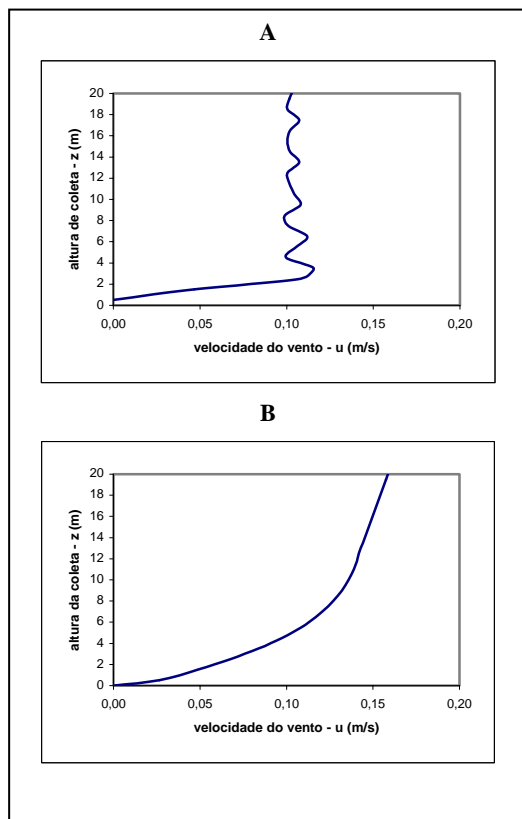 A
altura de coleta - z (m)
20
18
16
14
12
10
8
6
4
2
0
0,00 0,05 0,10 0,15 0,20
velocidade do vento - u (m/s)
B
altura da coleta - z (m)
20
18
16
14
12
10
8
6
4
2
0
0,00 0,05 0,10 0,15 0,20
velocidade do vento - u (m/s)